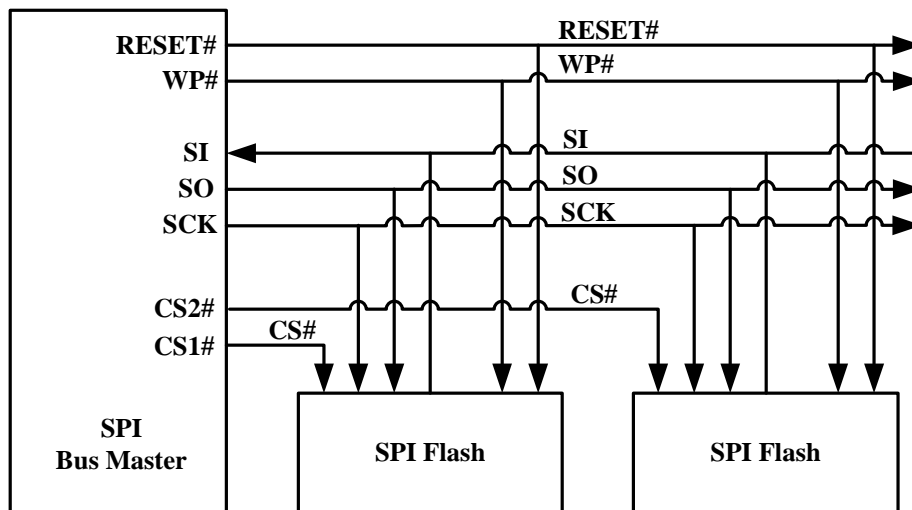 RESET#
RESET#
WP#
WP#
SI
SI
SO
SO
SCK
SCK
CS2#
CS#
CS1#
CS#
SPI
Bus Master
SPI Flash
SPI Flash